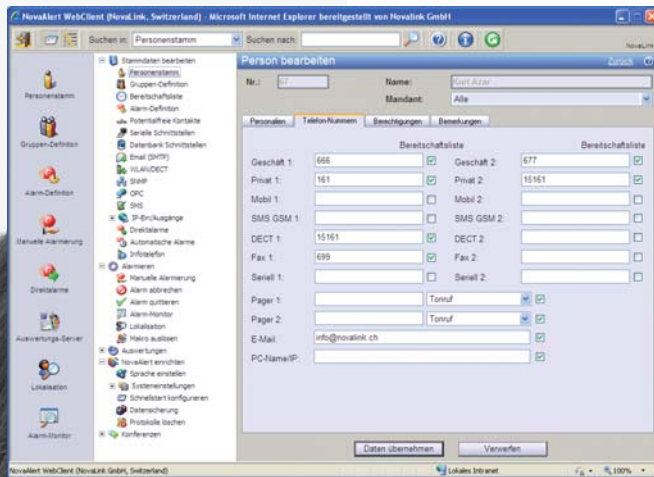 NovaAlert WebClient (NovaLink, Switzerland) - Microsoft Internet Explorer bereitgestellt von Novalink GmbH
Suchen in: Personenstamm Suchen nach:
NovaLink
Personenstamm
Gruppen-Definition
Alarm-Definition
Manuelle Alarmierung
Direktalarme
Auswertungs-Server
Lokalisation
Alarm-Monitor
Stammdaten bearbeiten
Personenstamm
Gruppen-Definition
Bereitschaftsliste
Alarm-Definition
Potentialfreie Kontakte
Serielle Schnittstellen
Datenbank Schnittstellen
Email (SMTP)
WLAN/DECT
SNMP
OPC
SMS
IP-Ein/Ausgänge
Direktalarme
Automatische Alarme
Infotelefon
Alarmieren
Manuelle Alarmierung
Alarm abbrechen
Alarm quittieren
Alarm-Monitor
Lokalisation
Makro auslösen
Auswertungen
NovaAlert einrichten
Sprache einstellen
Systemeinstellungen
Schnellstart konfigurieren
Datensicherung
Protokolle löschen
Konferenzen
Person bearbeiten Zurück
Nr.: 67 Name: Kurt Azar
Mandant: Alle
Personalien Telefon-Nummern Berechtigungen Bemerkungen
Bereitschaftsliste Bereitschaftsliste
Geschäft 1: 666 Geschäft 2: 677
Privat 1: 161 Privat 2: 15161
Mobil 1: Mobil 2:
SMS GSM 1: SMS GSM 2:
DECT 1: 15161 DECT 2:
Fax 1: 699 Fax 2:
Seriell 1: Seriell 2:
Pager 1: Tonruf
Pager 2: Tonruf
E-Mail: info@novalink.ch
PC-Name/IP:
Daten übernehmen Verwerfen
NovaAlert WebClient (NovaLink GmbH, Switzerland) Lokales Intranet 100%